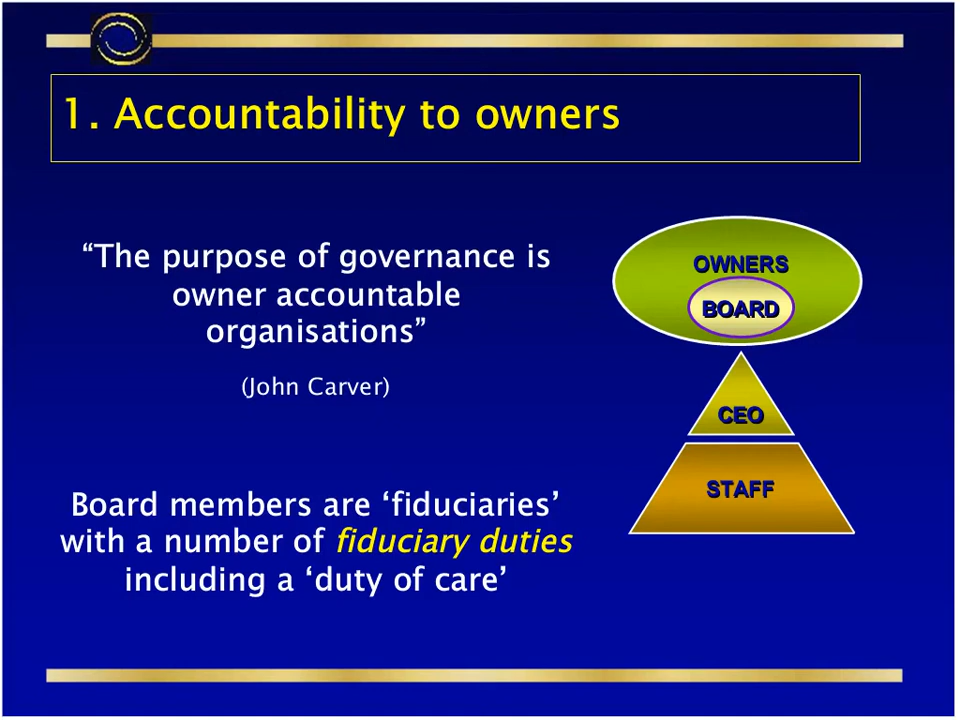 1. Accountability to owners
“The purpose of governance is
owner accountable
organisations”
(John Carver)
Board members are ‘fiduciaries’
with a number of fiduciary duties
including a ‘duty of care’
OWNERS
BOARD
CEO
STAFF